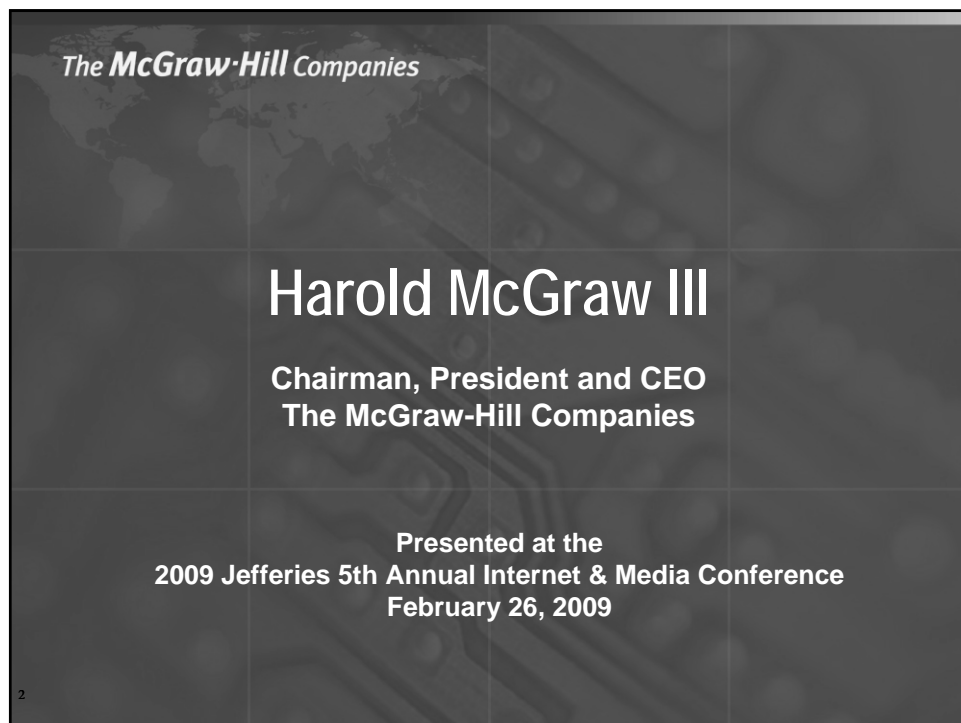 The McGraw·Hill Companies
Harold McGraw III
Chairman, President and CEO
The McGraw-Hill Companies
Presented at the
2009 Jefferies 5th Annual Internet & Media Conference
February 26, 2009
2